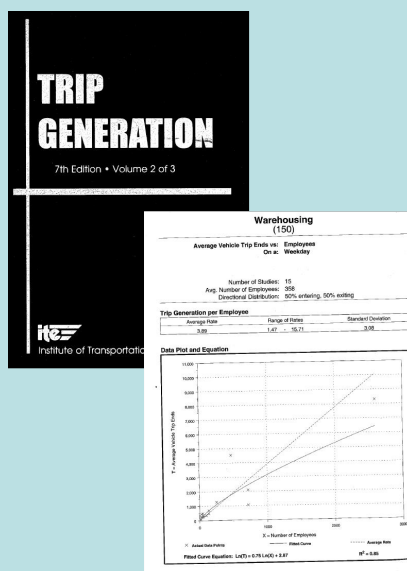 TRIP
GENERATION
7th Edition • Volume 2 of 3
ite
Institute of Transportatio
Warehousing
(150)
Average Vehicle Trip Ends vs: Employees
On a: Weekday
Number of Studies: 15
Avg. Number of Employees: 358
Directional Distribution: 50% entering, 50% exiting
Trip Generation per Employee
Average Rate Range of Rates Standard Deviation
3.89 1.47 - 15.71 3.08
Data Plot and Equation
11,000
10,000
9,000
8,000
7,000
6,000
5,000
4,000
3,000
2,000
1,000
0
T = Average Vehicle Trip Ends
0 1000 2000 3000
X = Number of Employees
Actual Data Points Fitted Curve Average Rate
Fitted Curve Equation: Ln(T) = 0.75 Ln(X) + 2.87 R² = 0.85